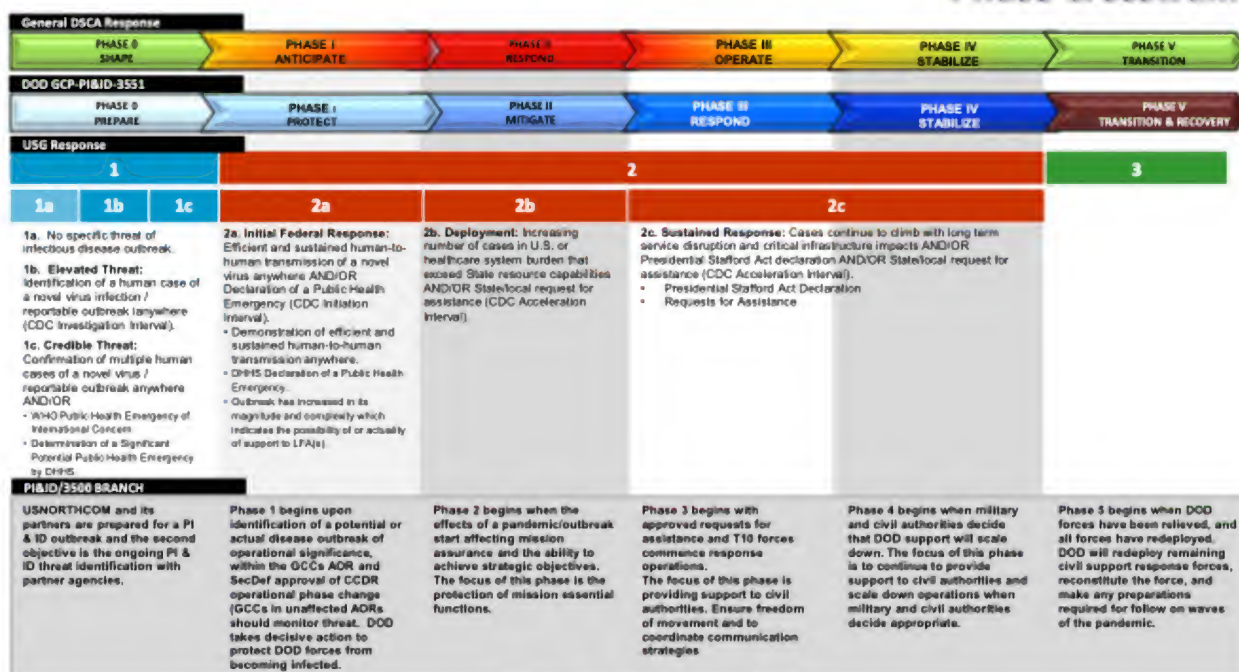 General DSCA Response
PHASE 0
SHAPE
PHASE I
ANTICIPATE
PHASE II
RESPOND
PHASE III
OPERATE
PHASE IV
STABILIZE
PHASE V
TRANSITION
DOD GCP-PI&ID-3551
PHASE 0
PREPARE
PHASE I
PROTECT
PHASE II
MITIGATE
PHASE III
RESPOND
PHASE IV
STABILIZE
PHASE V
TRANSITION & RECOVERY
USG Response
1
2
3
1a
1b
1c
2a
2b
2c
1a. No specific threat of
infectious disease outbreak.
1b. Elevated Threat:
Identification of a human case of
a novel virus infection /
reportable outbreak anywhere
(CDC Investigation Interval).
1c. Credible Threat:
Confirmation of multiple human
cases of a novel virus /
reportable outbreak anywhere
AND/OR
• WHO Public Health Emergency of
International Concern
• Determination of a Significant
Potential Public Health Emergency
by DHHS
2a. Initial Federal Response:
Efficient and sustained human-to-
human transmission of a novel
virus anywhere AND/OR
Declaration of a Public Health
Emergency (CDC Initiation
Interval).
• Demonstration of efficient and
sustained human-to-human
transmission anywhere.
• DHHS Declaration of a Public Health
Emergency.
• Outbreak has increased in its
magnitude and complexity which
indicates the possibility of or actuality
of support to LFA(s).
2b. Deployment: Increasing
number of cases in U.S. or
healthcare system burden that
exceed State resource capabilities
AND/OR State/local request for
assistance (CDC Acceleration
Interval).
2c. Sustained Response: Cases continue to climb with long term
service disruption and critical infrastructure impacts AND/OR
Presidential Stafford Act declaration AND/OR State/local request for
assistance (CDC Acceleration Interval).
• Presidential Stafford Act Declaration
• Requests for Assistance
PI&ID/3500 BRANCH
USNORTHCOM and its
partners are prepared for a PI
& ID outbreak and the second
objective is the ongoing PI &
ID threat identification with
partner agencies.
Phase 1 begins upon
identification of a potential or
actual disease outbreak of
operational significance,
within the GCCs AOR and
SecDef approval of CCDR
operational phase change
(GCCs in unaffected AORs
should monitor threat. DOD
takes decisive action to
protect DOD forces from
becoming infected.
Phase 2 begins when the
effects of a pandemic/outbreak
start affecting mission
assurance and the ability to
achieve strategic objectives.
The focus of this phase is the
protection of mission essential
functions.
Phase 3 begins with
approved requests for
assistance and T10 forces
commence response
operations.
The focus of this phase is
providing support to civil
authorities. Ensure freedom
of movement and to
coordinate communication
strategies
Phase 4 begins when military
and civil authorities decide
that DOD support will scale
down. The focus of this phase
is to continue to provide
support to civil authorities and
scale down operations when
military and civil authorities
decide appropriate.
Phase 5 begins when DOD
forces have been relieved, and
all forces have redeployed.
DOD will redeploy remaining
civil support response forces,
reconstitute the force, and
make any preparations
required for follow on waves
of the pandemic.